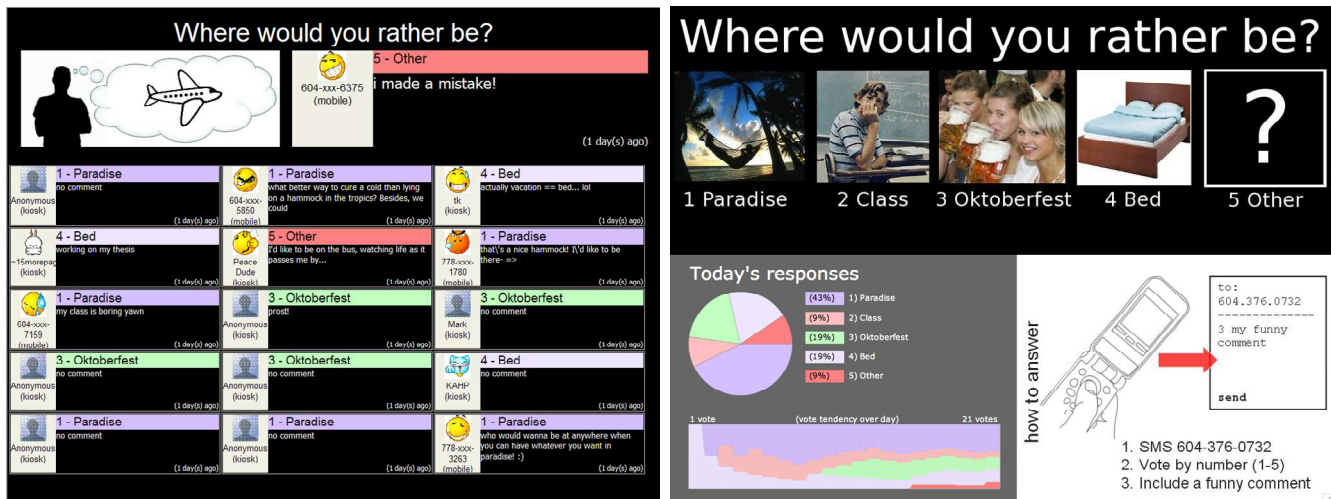 Where would you rather be?
604-xxx-6375
(mobile)
5 - Other
i made a mistake!
(1 day(s) ago)
Anonymous
(kiosk)
1 - Paradise
no comment
(1 day(s) ago)
604-xxx-
5850
(mobile)
1 - Paradise
what better way to cure a cold than lying
on a hammock in the tropics? Besides, we
could
(1 day(s) ago)
tk
(kiosk)
4 - Bed
actually vacation == bed... lol
(1 day(s) ago)
~15morepag
(kiosk)
4 - Bed
working on my thesis
(1 day(s) ago)
Peace
Dude
(kiosk)
5 - Other
I'd like to be on the bus, watching life as it
passes me by...
(1 day(s) ago)
778-xxx-
1780
(mobile)
1 - Paradise
that\'s a nice hammock! I\'d like to be
there- =>
(1 day(s) ago)
604-xxx-
7159
(mobile)
1 - Paradise
my class is boring yawn
(1 day(s) ago)
Anonymous
(kiosk)
3 - Oktoberfest
prost!
(1 day(s) ago)
Mark
(kiosk)
3 - Oktoberfest
no comment
(1 day(s) ago)
Anonymous
(kiosk)
3 - Oktoberfest
no comment
(1 day(s) ago)
Anonymous
(kiosk)
3 - Oktoberfest
no comment
(1 day(s) ago)
KAHP
(kiosk)
4 - Bed
no comment
(1 day(s) ago)
Anonymous
(kiosk)
1 - Paradise
no comment
(1 day(s) ago)
Anonymous
(kiosk)
1 - Paradise
no comment
(1 day(s) ago)
778-xxx-
3263
(mobile)
1 - Paradise
who would wanna be at anywhere when
you can have whatever you want in
paradise! :)
(1 day(s) ago)
Where would you rather be?
?
1 Paradise 2 Class 3 Oktoberfest 4 Bed 5 Other
Today's responses
(43%) 1) Paradise
(9%) 2) Class
(19%) 3) Oktoberfest
(19%) 4) Bed
(9%) 5) Other
1 vote (vote tendency over day) 21 votes
how to answer
to:
604.376.0732
--------------
3 my funny
comment
send
1. SMS 604-376-0732
2. Vote by number (1-5)
3. Include a funny comment